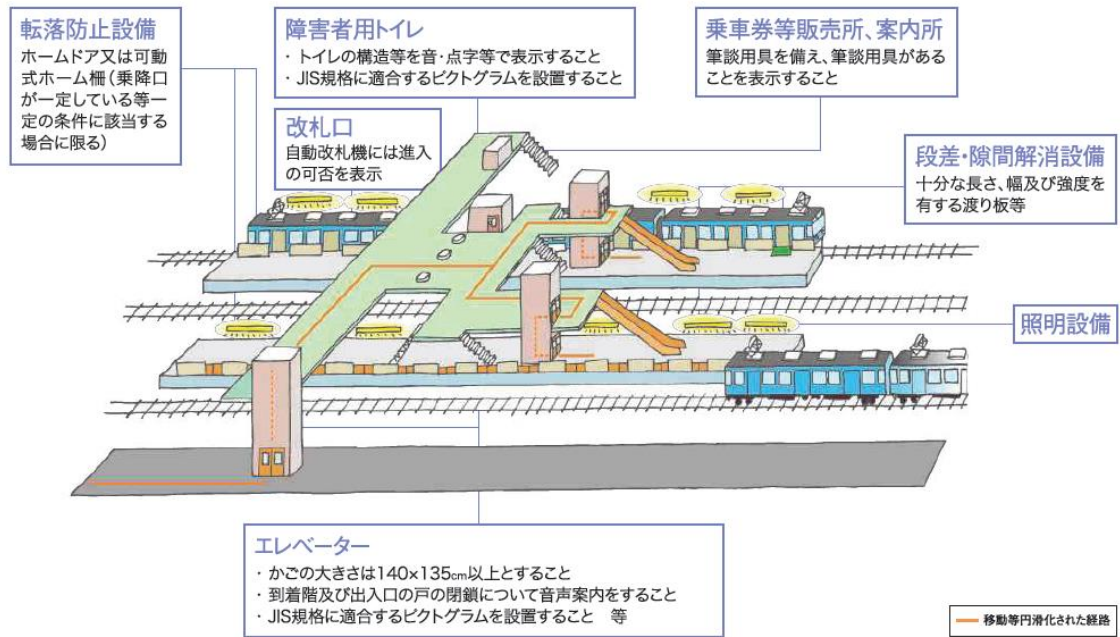 転落防止設備
ホームドア又は可動
式ホーム柵(乗降口
が一定している等一
定の条件に該当する
場合に限る)
障害者用トイレ
・トイレの構造等を音・点字等で表示すること
・JIS規格に適合するピクトグラムを設置すること
乗車券等販売所、案内所
筆談用具を備え、筆談用具がある
ことを表示すること
改札口
自動改札機には進入
の可否を表示
段差・隙間解消設備
十分な長さ、幅及び強度を
有する渡り板等
照明設備
エレベーター
・かごの大きさは140×135cm以上とすること
・到着階及び出入口の戸の閉鎖について音声案内をすること
・JIS規格に適合するピクトグラムを設置すること 等
移動等円滑化された経路